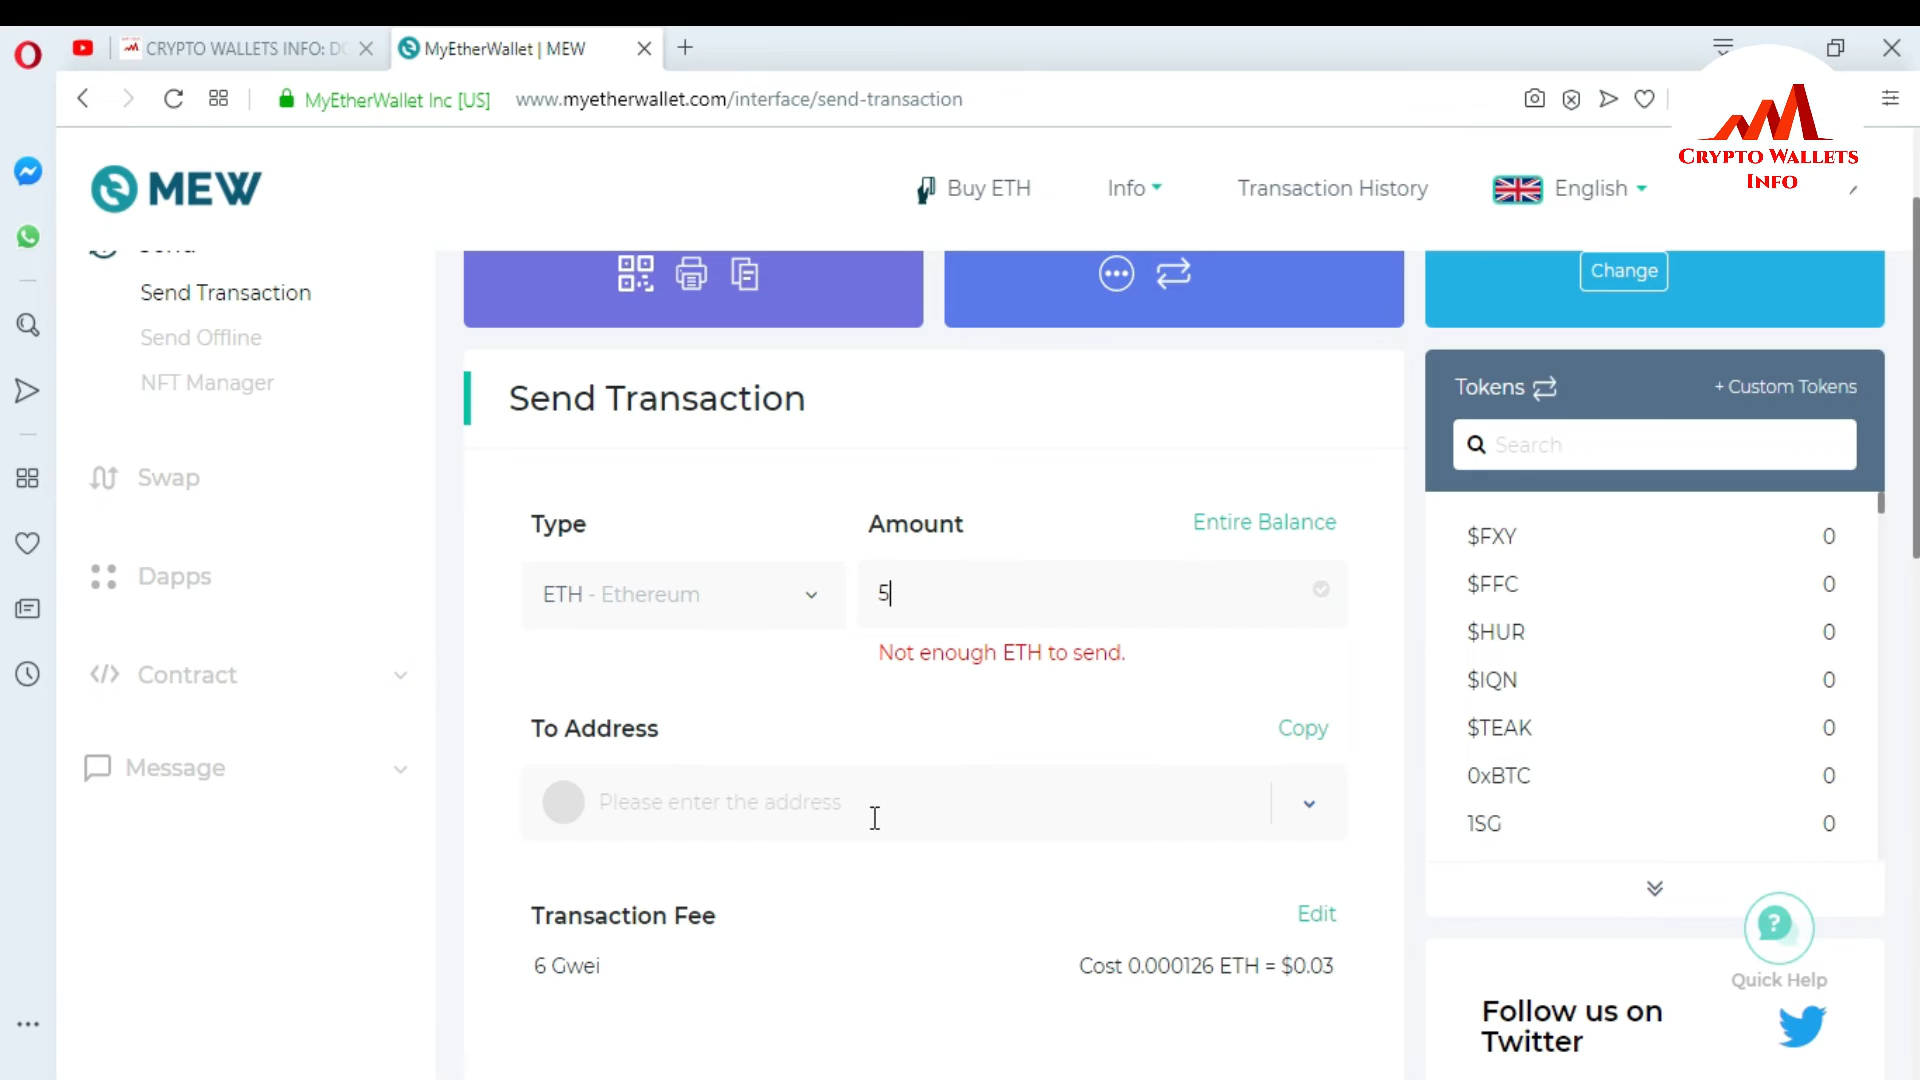 CRYPTO WALLETS INFO: DO
MyEtherWallet | MEW
MyEtherWallet Inc [US]
www.myetherwallet.com/interface/send-transaction
CRYPTO WALLETS
INFO
MEW
Buy ETH
Info
Transaction History
English
Send
Send Transaction
Send Offline
NFT Manager
Swap
Dapps
Contract
Message
Change
Send Transaction
Type
Amount
Entire Balance
ETH - Ethereum
5
Not enough ETH to send.
To Address
Copy
Please enter the address
Transaction Fee
Edit
6 Gwei
Cost 0.000126 ETH = $0.03
Tokens
+ Custom Tokens
Search
$FXY 0
$FFC 0
$HUR 0
$IQN 0
$TEAK 0
0xBTC 0
1SG 0
?
Quick Help
Follow us on
Twitter